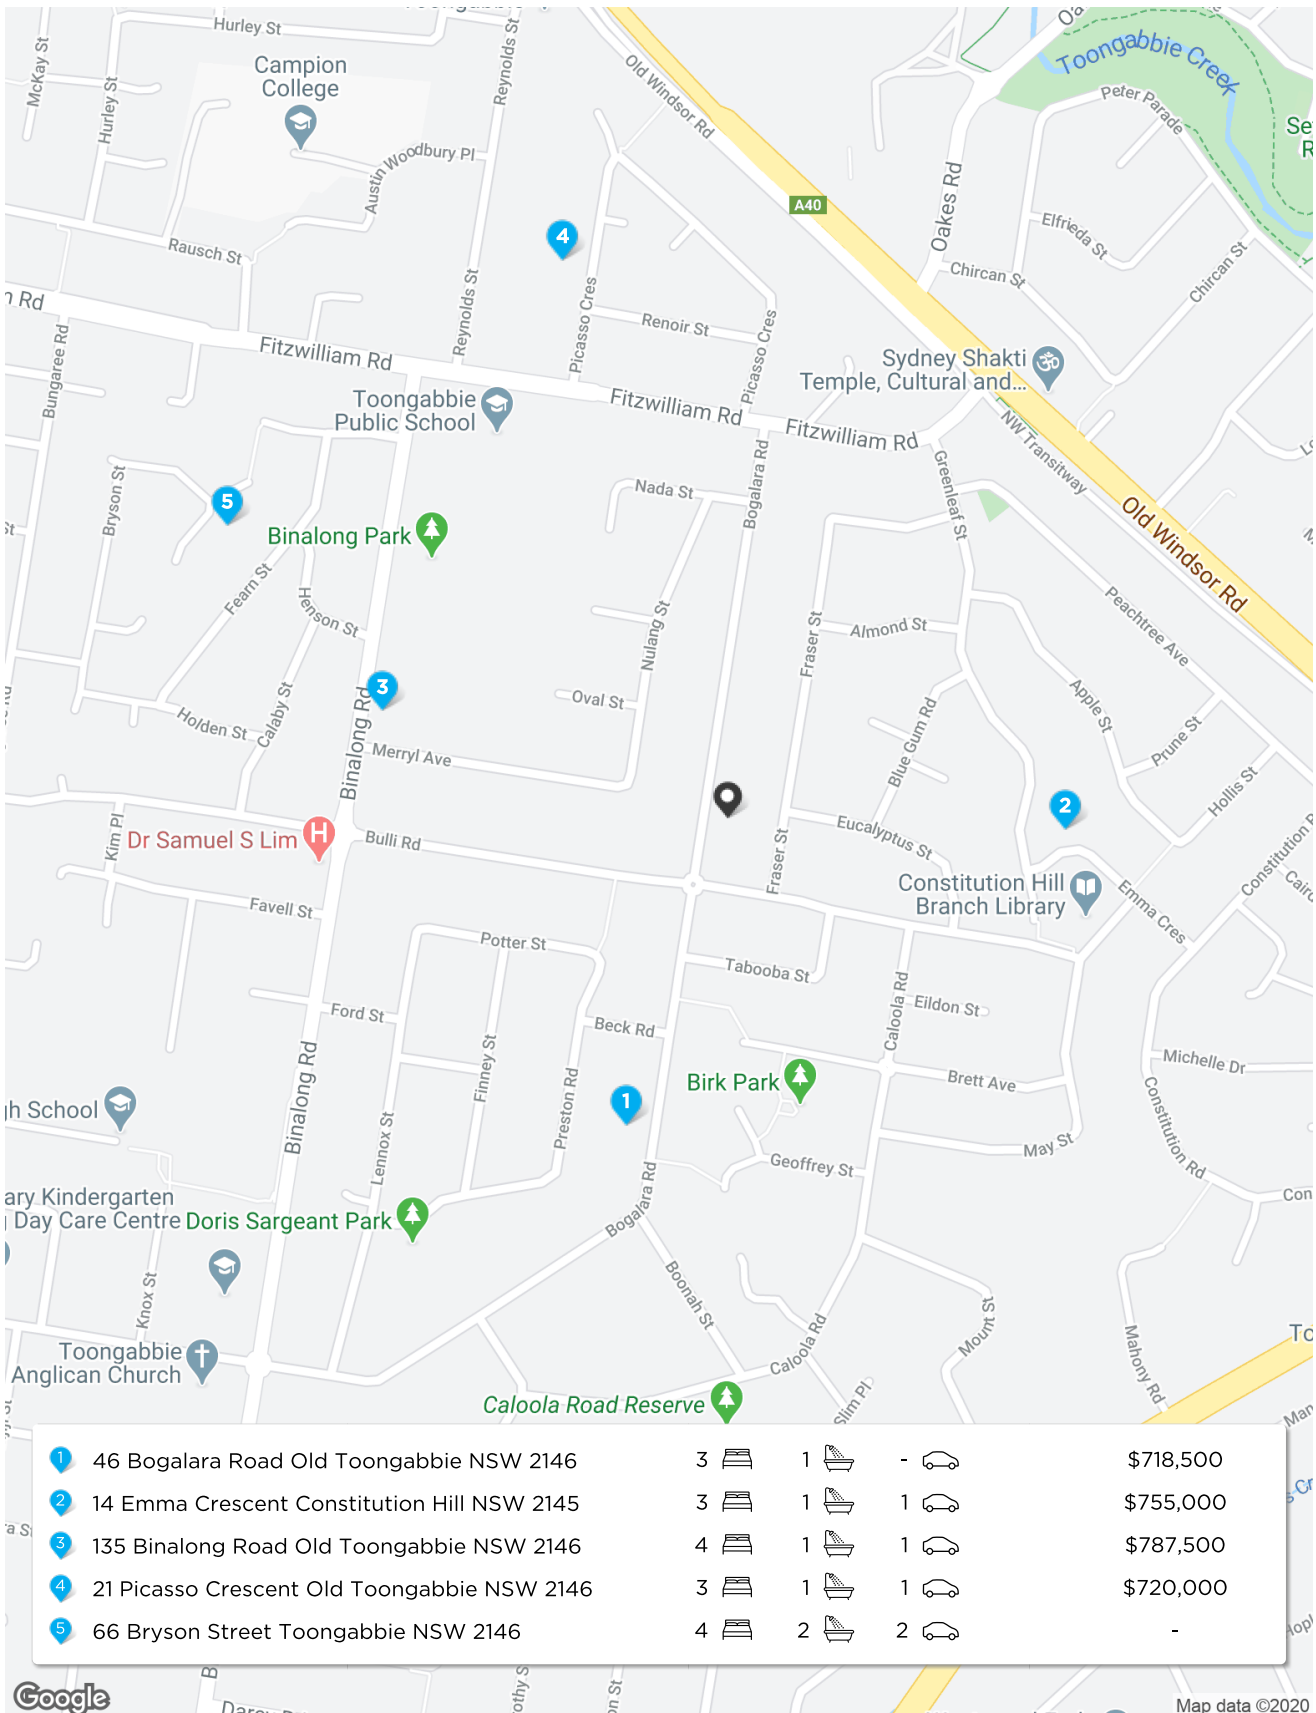 Hurley St
Campion
College
McKay St
Hurley St
Reynolds St
Old Windsor Rd
Toongabbie Creek
Peter Parade
Austin Woodbury Pl
A40
Oakes Rd
Elfrieda St
Rausch St
4
Chircan St
Chircan St
Reynolds St
Picasso Cres
Renoir St
Picasso Cres
Bungaree Rd
Fitzwilliam Rd
Sydney Shakti
Temple, Cultural and...
Toongabbie
Public School
Fitzwilliam Rd
Fitzwilliam Rd
NW Transitway
Bryson St
5
Nada St
Bogalara Rd
Greenleaf St
Old Windsor Rd
Binalong Park
Fearn St
Henson St
Nulang St
Fraser St
Almond St
Peachtree Ave
3
Oval St
Apple St
Holden St
Calaby St
Binalong Rd
Merryl Ave
Blue Gum Rd
Prune St
Hollis St
2
Kim Pl
Dr Samuel S Lim
H
Bulli Rd
Fraser St
Eucalyptus St
Constitution Hill
Branch Library
Emma Cres
Favell St
Potter St
Tabooba St
Caloola Rd
Eildon St
Ford St
Beck Rd
Finney St
Binalong Rd
Birk Park
Brett Ave
Michelle Dr
1
Preston Rd
Lennox St
Constitution Rd
May St
Geoffrey St
Bogalara Rd
Day Care Centre
Doris Sargeant Park
Knox St
Boonah St
Mount St
Toongabbie
Anglican Church
Caloola Rd
Mahony Rd
Caloola Road Reserve
Slim Pl
1 46 Bogalara Road Old Toongabbie NSW 2146 3 1 - $718,500
2 14 Emma Crescent Constitution Hill NSW 2145 3 1 1 $755,000
3 135 Binalong Road Old Toongabbie NSW 2146 4 1 1 $787,500
4 21 Picasso Crescent Old Toongabbie NSW 2146 3 1 1 $720,000
5 66 Bryson Street Toongabbie NSW 2146 4 2 2 -
Google
Map data ©2020